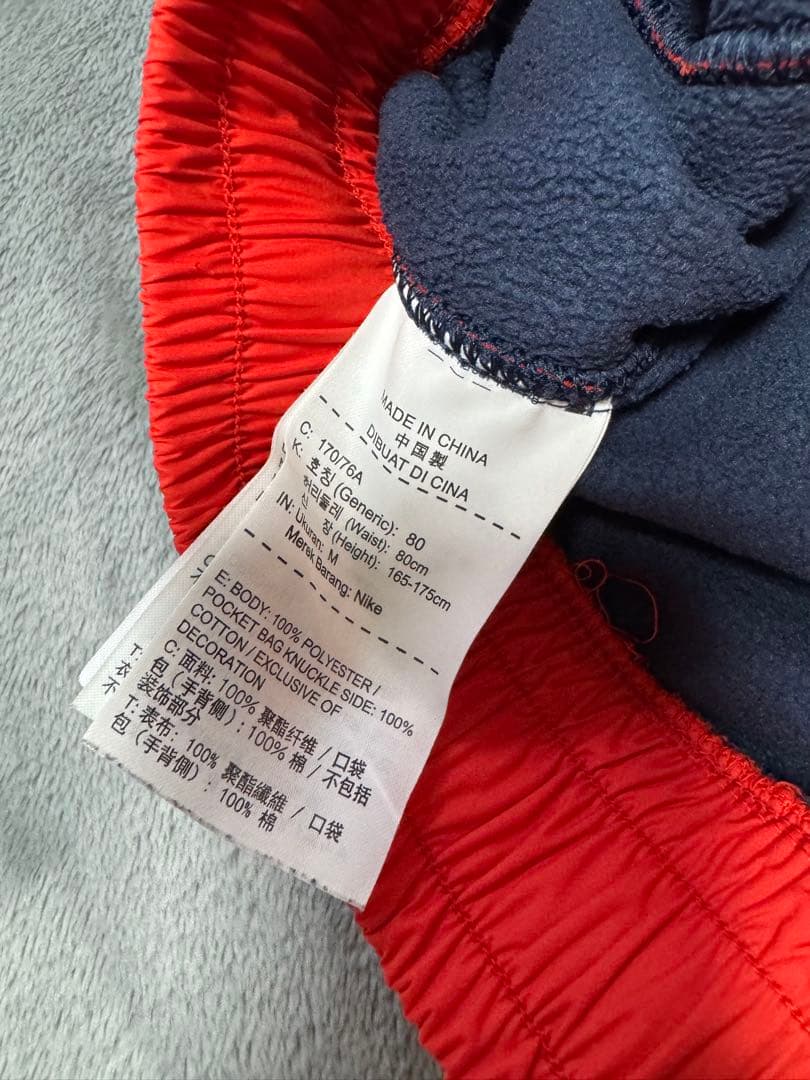 MADE IN CHINA
中国製
DIBUAT DI CINA
C: 170/76A
K: 호칭(Generic): 80
허리둘레 (Waist): 80cm
신 장(Height): 165-175cm
IN: Ukuran: M
Merek Barang: Nike
E: BODY: 100% POLYESTER /
POCKET BAG KNUCKLE SIDE: 100%
COTTON / EXCLUSIVE OF
DECORATION
C: 面料: 100% 聚酯纤维 / 口袋
包（手背侧）: 100% 棉 / 不包括
装饰部分
T: 表布: 100% 聚酯纖維 / 口袋
包（手背側）: 100% 棉
T:
衣
不